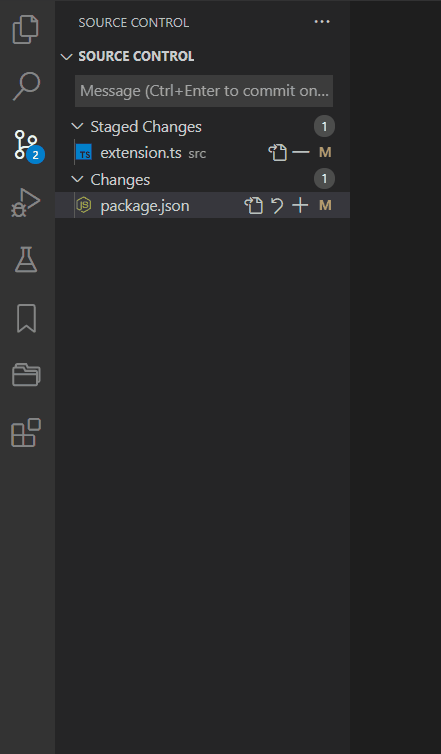 SOURCE CONTROL
SOURCE CONTROL
Message (Ctrl+Enter to commit on...
Staged Changes 1
TS extension.ts src M
2
Changes 1
JS package.json M